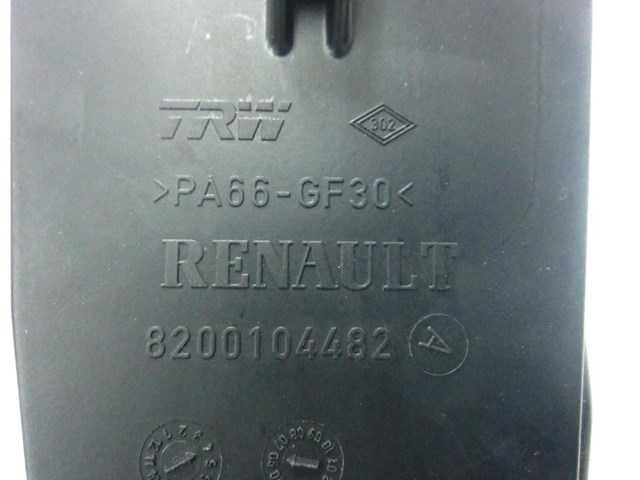 TRW 302
>PA66-GF30<
RENAULT
8200104482 A